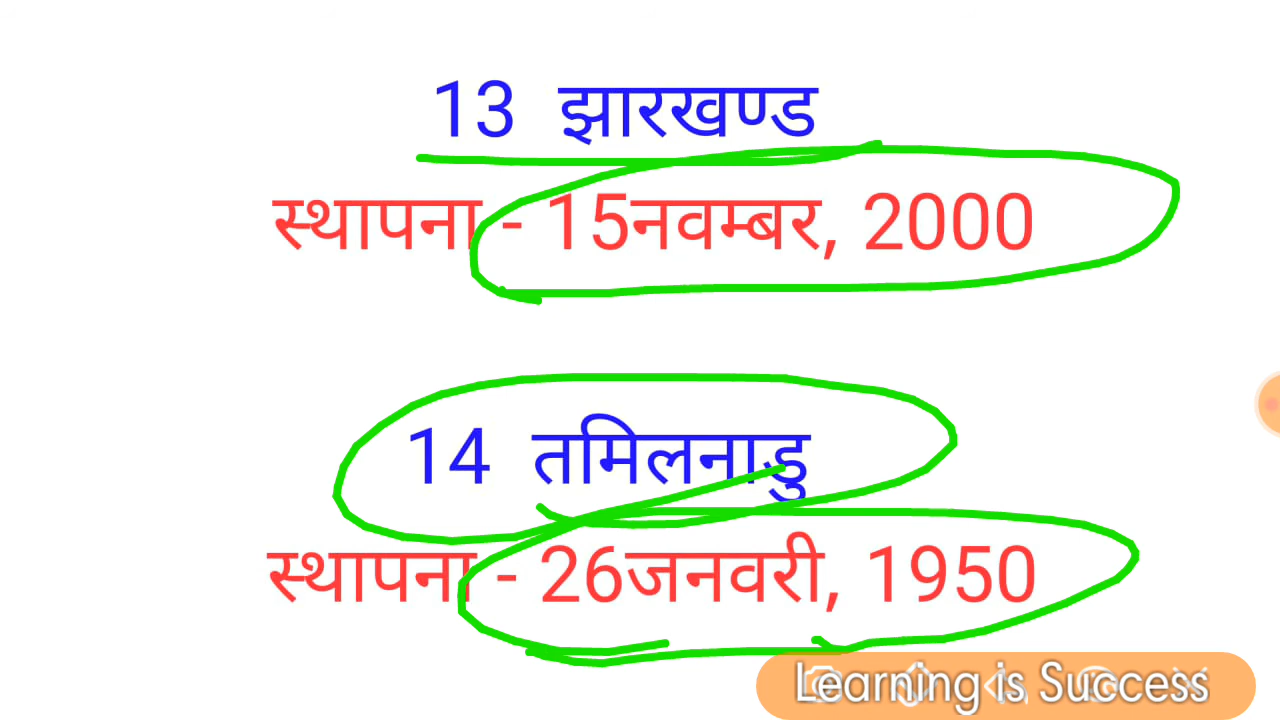 13 झारखण्ड
स्थापना - 15नवम्बर, 2000
14 तमिलनाडु
स्थापना - 26जनवरी, 1950
Learning is Success